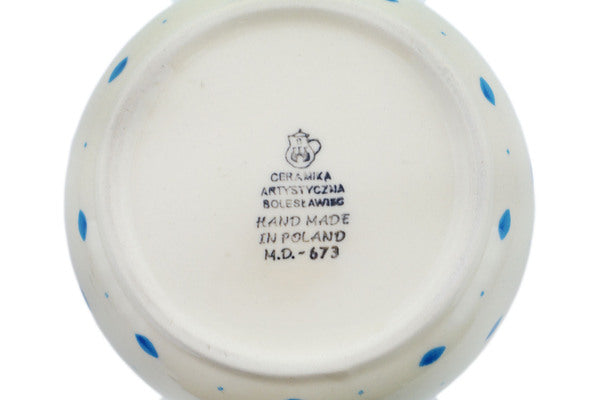 CERAMIKA
ARTYSTYCZNA
BOLESŁAWIEC
HAND MADE
IN POLAND
M.D.-673